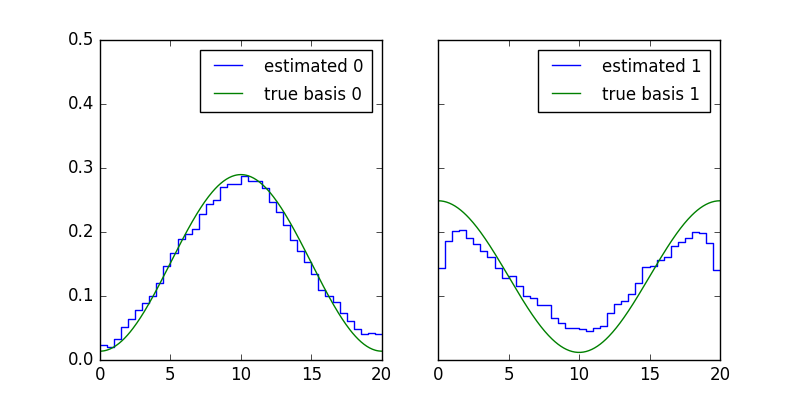 0.5
0.4
0.3
0.2
0.1
0.0
0 5 10 15 20
estimated 0
true basis 0
0 5 10 15 20
estimated 1
true basis 1